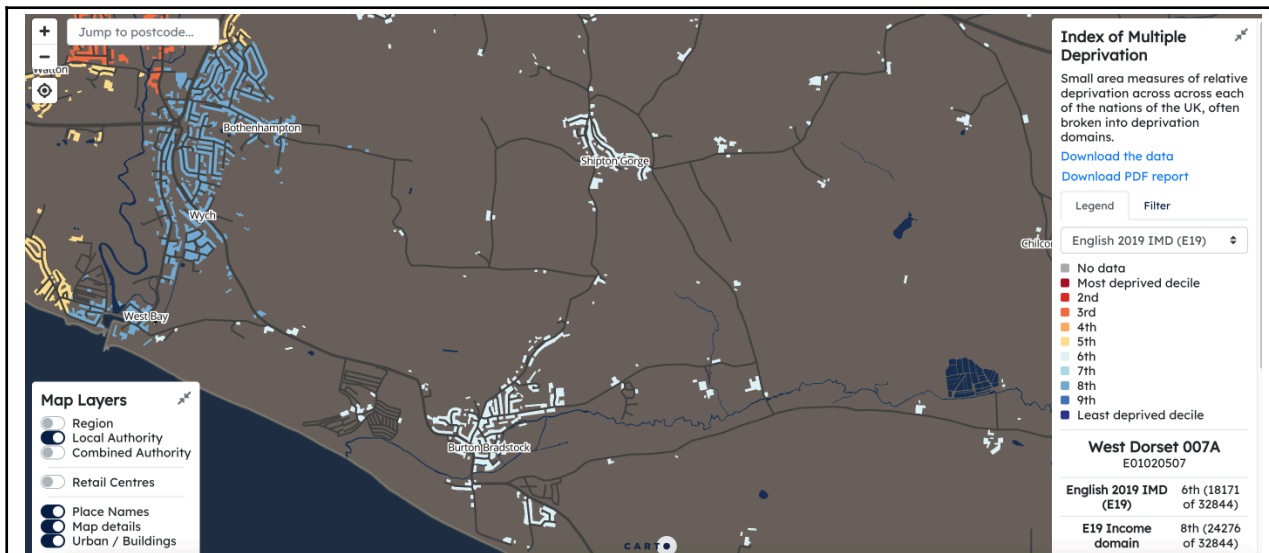 +
Jump to postcode...
−
Walton
Bothenhampton
Shipton Gorge
Wych
West Bay
Burton Bradstock
Map Layers
Region
Local Authority
Combined Authority
Retail Centres
Place Names
Map details
Urban / Buildings
CARTO
Index of Multiple
Deprivation
Small area measures of relative
deprivation across across each
of the nations of the UK, often
broken into deprivation
domains.
Download the data
Download PDF report
Legend Filter
English 2019 IMD (E19)
No data
Most deprived decile
2nd
3rd
4th
5th
6th
7th
8th
9th
Least deprived decile
West Dorset 007A
E01020507
English 2019 IMD 6th (18171
(E19) of 32844)
E19 Income 8th (24276
domain of 32844)